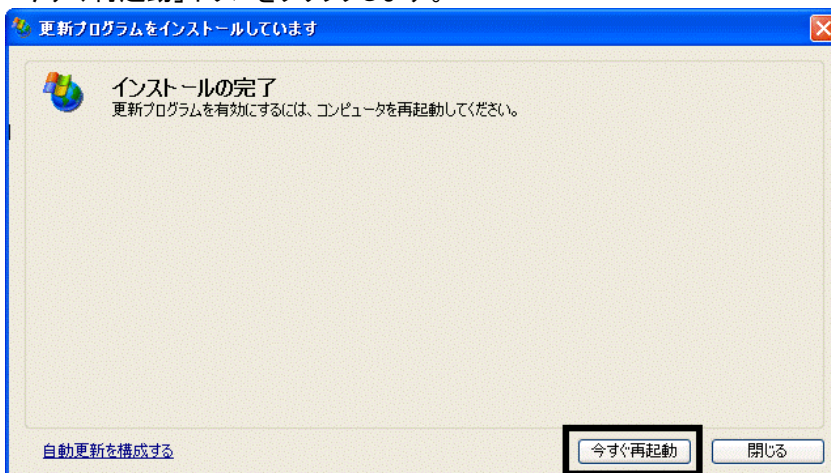 更新プログラムをインストールしています
インストールの完了
更新プログラムを有効にするには、コンピュータを再起動してください。
自動更新を構成する
今すぐ再起動
閉じる